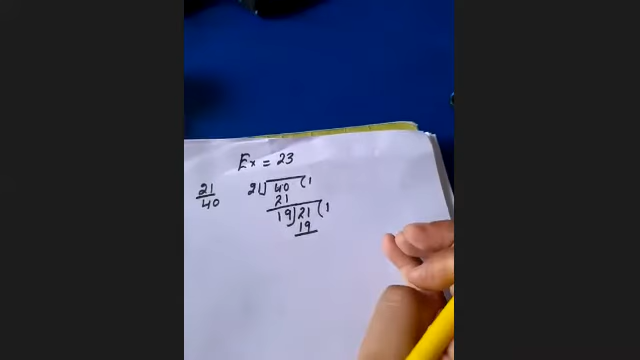 Ex = 23
21/40
21) 40 (1
21
19) 21 (1
19